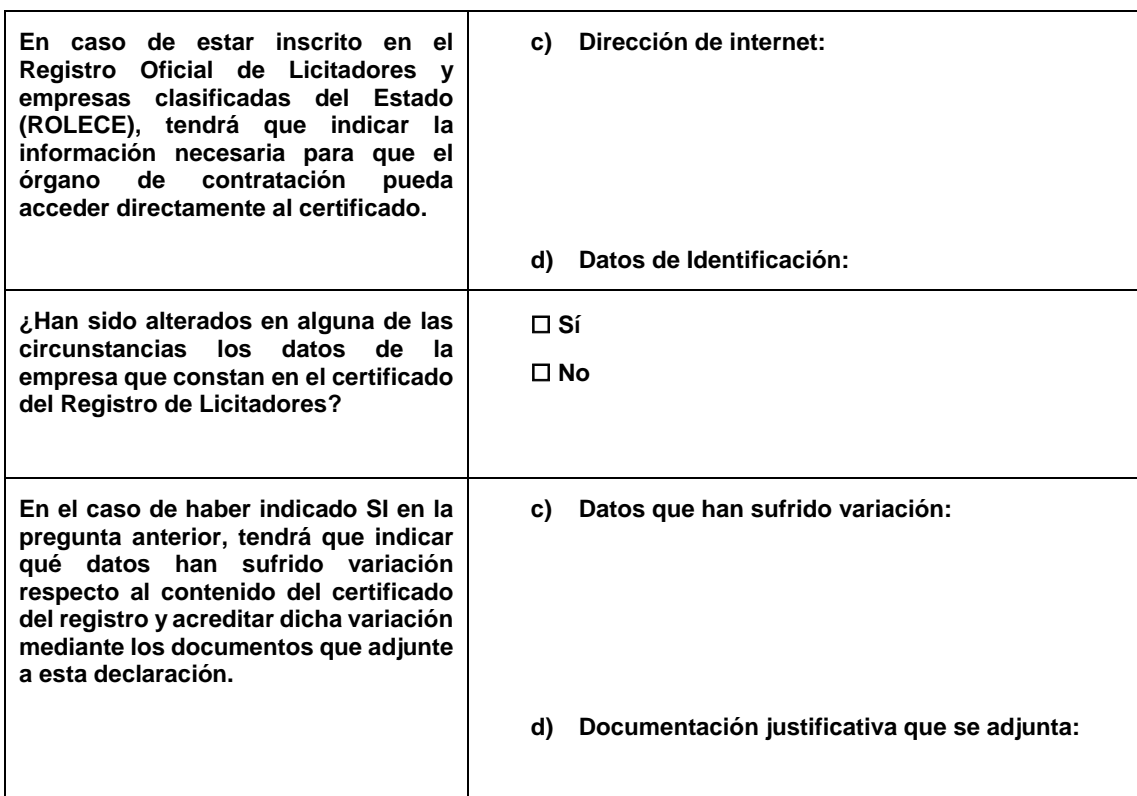 En caso de estar inscrito en el
Registro Oficial de Licitadores y
empresas clasificadas del Estado
(ROLECE), tendrá que indicar la
información necesaria para que el
órgano de contratación pueda
acceder directamente al certificado.
c) Dirección de internet:
d) Datos de Identificación:
¿Han sido alterados en alguna de las
circunstancias los datos de la
empresa que constan en el certificado
del Registro de Licitadores?
☐ Sí
☐ No
En el caso de haber indicado SI en la
pregunta anterior, tendrá que indicar
qué datos han sufrido variación
respecto al contenido del certificado
del registro y acreditar dicha variación
mediante los documentos que adjunte
a esta declaración.
c) Datos que han sufrido variación:
d) Documentación justificativa que se adjunta: